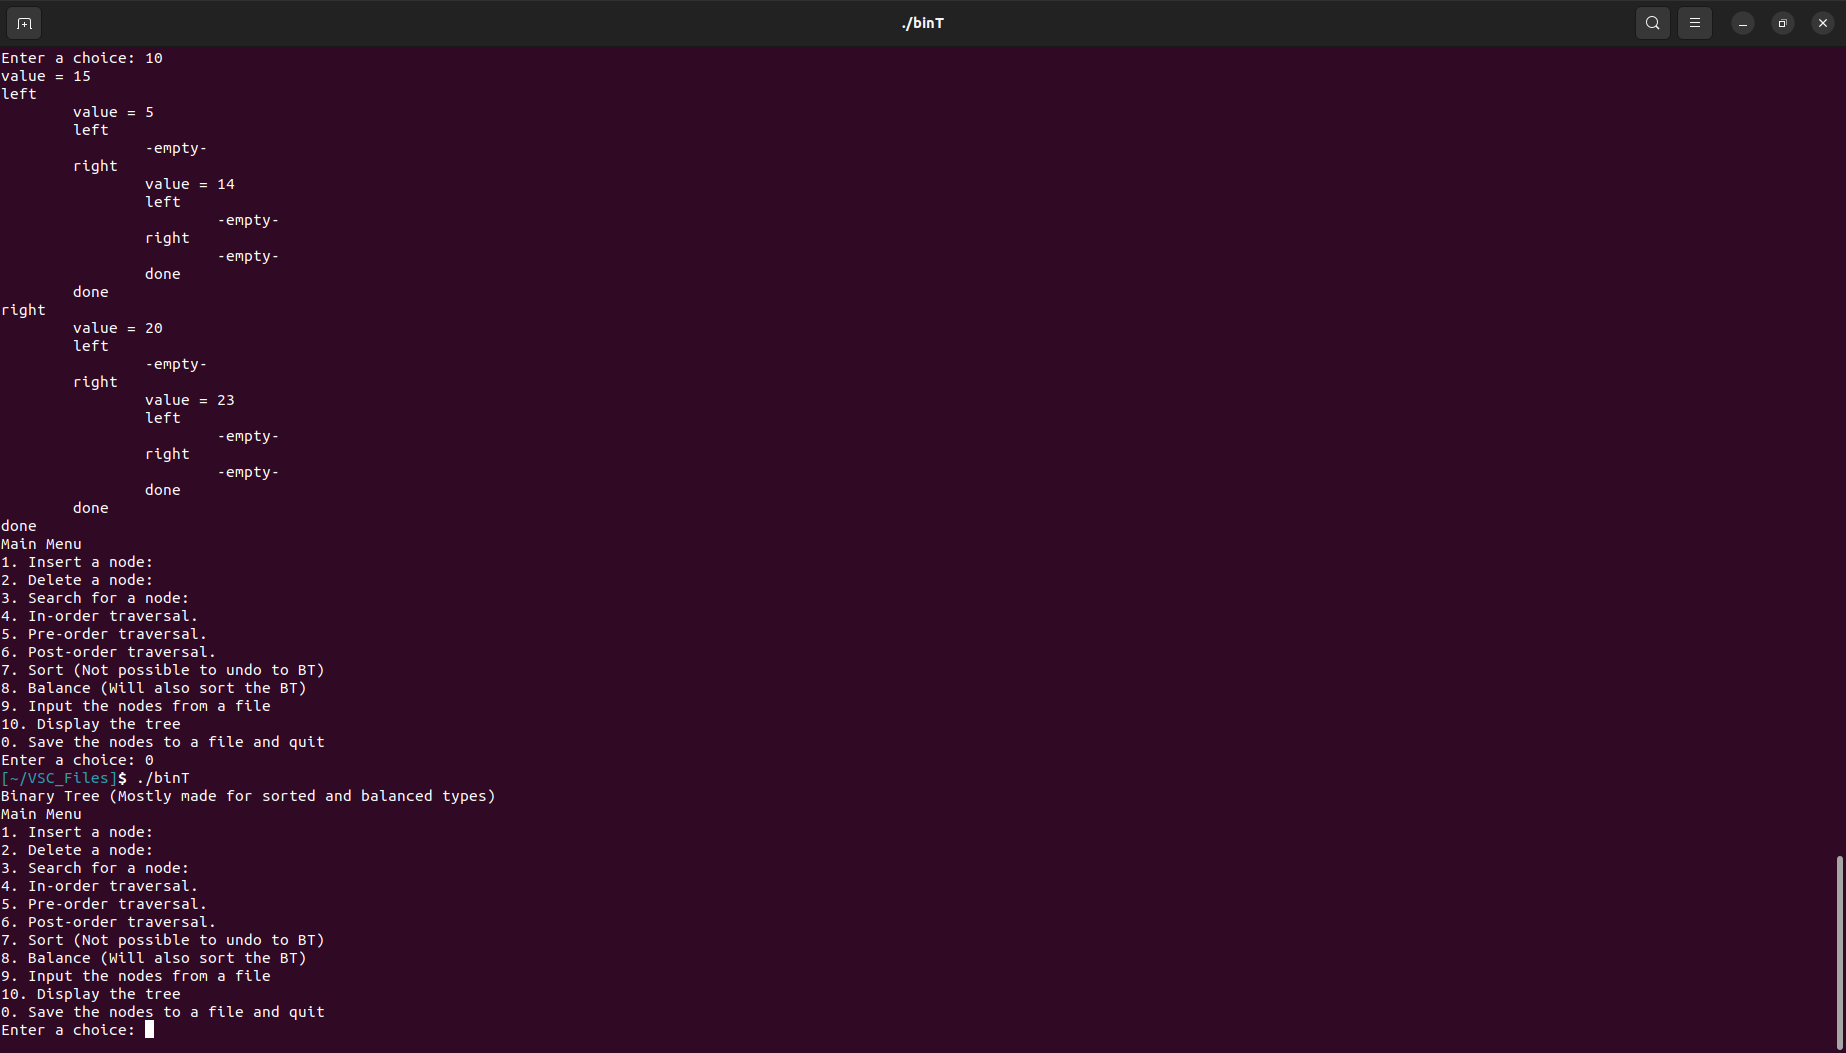 ./binT
Enter a choice: 10
value = 15
left
value = 5
left
-empty-
right
value = 14
left
-empty-
right
-empty-
done
done
right
value = 20
left
-empty-
right
value = 23
left
-empty-
right
-empty-
done
done
done
Main Menu
1. Insert a node:
2. Delete a node:
3. Search for a node:
4. In-order traversal.
5. Pre-order traversal.
6. Post-order traversal.
7. Sort (Not possible to undo to BT)
8. Balance (Will also sort the BT)
9. Input the nodes from a file
10. Display the tree
0. Save the nodes to a file and quit
Enter a choice: 0
[~/VSC_Files]$ ./binT
Binary Tree (Mostly made for sorted and balanced types)
Main Menu
1. Insert a node:
2. Delete a node:
3. Search for a node:
4. In-order traversal.
5. Pre-order traversal.
6. Post-order traversal.
7. Sort (Not possible to undo to BT)
8. Balance (Will also sort the BT)
9. Input the nodes from a file
10. Display the tree
0. Save the nodes to a file and quit
Enter a choice: